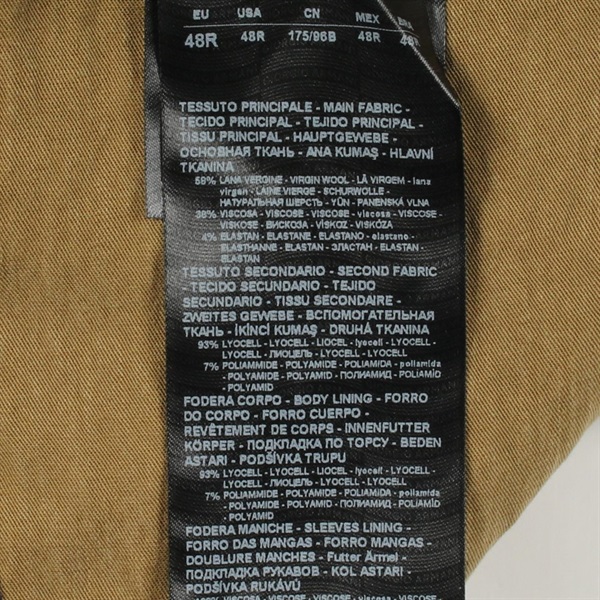 EU USA CN MEX
48R 48R 175/96B 48R
TESSUTO PRINCIPALE - MAIN FABRIC -
TECIDO PRINCIPAL - TEJIDO PRINCIPAL -
TISSU PRINCIPAL - HAUPTGEWEBE -
ОСНОВНАЯ ТКАНЬ - ANA KUMAŞ - HLAVNÍ
TKANINA
58% LANA VERGINE - VIRGIN WOOL - LÃ VIRGEM - lana
virgen - LAINE VIERGE - SCHURWOLLE -
НАТУРАЛЬНАЯ ШЕРСТЬ - YÜN - PANENSKÁ VLNA
38% VISCOSA - VISCOSE - VISCOSE - viscosa - VISCOSE -
VISKOSE - ВИСКОЗА - VİSKOZ - VISKÓZA
4% ELASTAN - ELASTANE - ELASTANO - elastano -
ELASTHANNE - ELASTAN - ЭЛАСТАН - ELASTAN -
ELASTAN
TESSUTO SECONDARIO - SECOND FABRIC
- TECIDO SECUNDARIO - TEJIDO
SECUNDARIO - TISSU SECONDAIRE -
ZWEITES GEWEBE - ВСПОМОГАТЕЛЬНАЯ
ТКАНЬ - İKİNCİ KUMAŞ - DRUHÁ TKANINA
93% LYOCELL - LYOCELL - LIOCEL - lyocell - LYOCELL
- LYOCELL - ЛИОЦЕЛЬ - LYOCELL - LYOCELL
7% POLIAMMIDE - POLYAMIDE - POLIAMIDA - poliamida
- POLYAMIDE - POLYAMID - ПОЛИАМИД - POLİAMİD
- POLYAMID
FODERA CORPO - BODY LINING - FORRO
DO CORPO - FORRO CUERPO -
REVÊTEMENT DE CORPS - INNENFUTTER
KÖRPER - ПОДКЛАДКА ПО ТОРСУ - BEDEN
ASTARI - PODŠÍVKA TRUPU
93% LYOCELL - LYOCELL - LIOCEL - lyocell - LYOCELL -
LYOCELL - ЛИОЦЕЛЬ - LYOCELL - LYOCELL
7% POLIAMMIDE - POLYAMIDE - POLIAMIDA - poliamida
- POLYAMIDE - POLYAMID - ПОЛИАМИД - POLİAMİD
- POLYAMID
FODERA MANICHE - SLEEVES LINING -
FORRO DAS MANGAS - FORRO MANGAS -
DOUBLURE MANCHES - Futter Ärmel -
ПОДКЛАДКА РУКАВОВ - KOL ASTARI -
PODŠÍVKA RUKÁVŮ